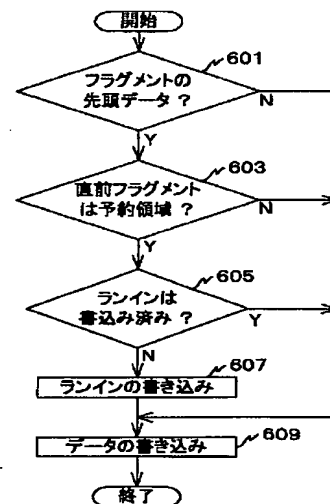 開始
601
フラグメントの
先頭データ ?
N
Y
603
直前フラグメント
は予約領域 ?
N
Y
605
ランインは
書込み済み ?
Y
N
607
ランインの書き込み
609
データの書き込み
終了